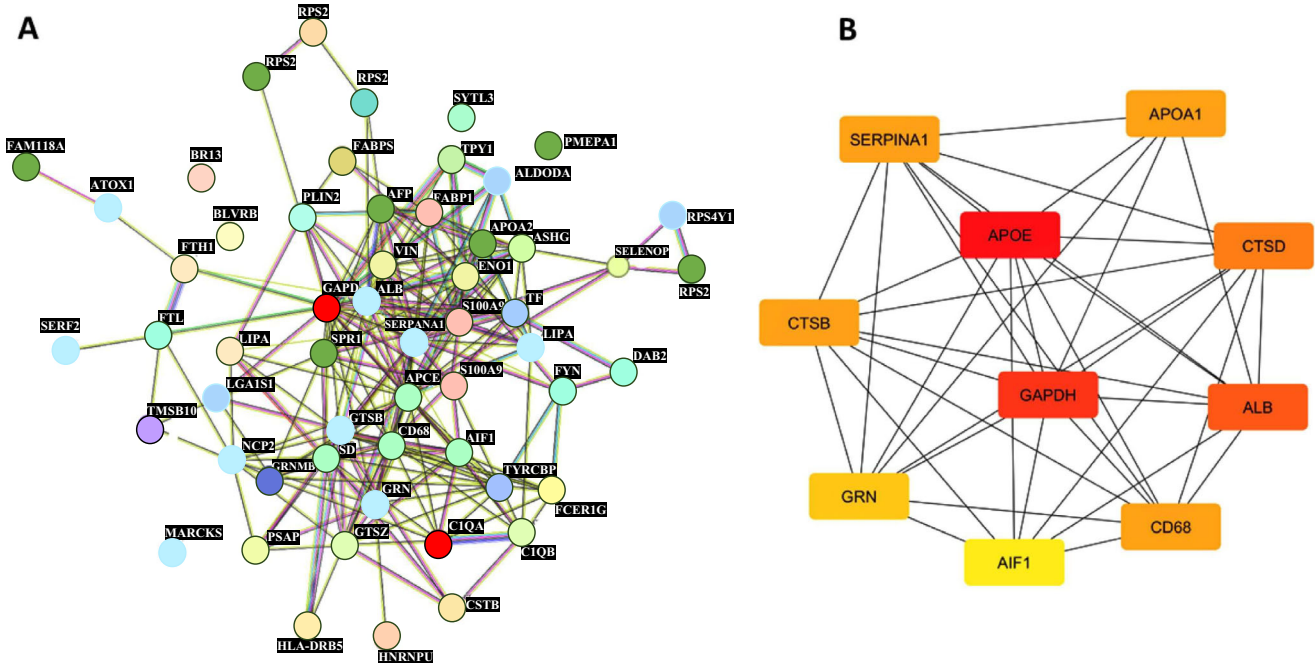 A
B
RPS2
RPS2
RPS2
SYTL3
PMEPA1
FAM118A
BR13
ATOX1
FABPS
TPY1
ALDODA
PLIN2
AFP
FABP1
RPS4Y1
BLVRB
APOA2
ASHG
FTH1
VIN
ENO1
SELENOP
RPS2
GAPD
ALB
S100A9
TF
SERF2
FTL
SERPANA1
LIPA
LIPA
SPR1
DAB2
LGA1S1
APCE
S100A9
FYN
TMSB10
GTSB
CD68
AIF1
NCP2
SD
GRNMB
TYRCBP
GRN
FCER1G
MARCKS
PSAP
GTSZ
C1QA
C1QB
CSTB
HLA-DRB5
HNRNPU
APOA1
SERPINA1
APOE
CTSD
CTSB
GAPDH
ALB
GRN
CD68
AIF1